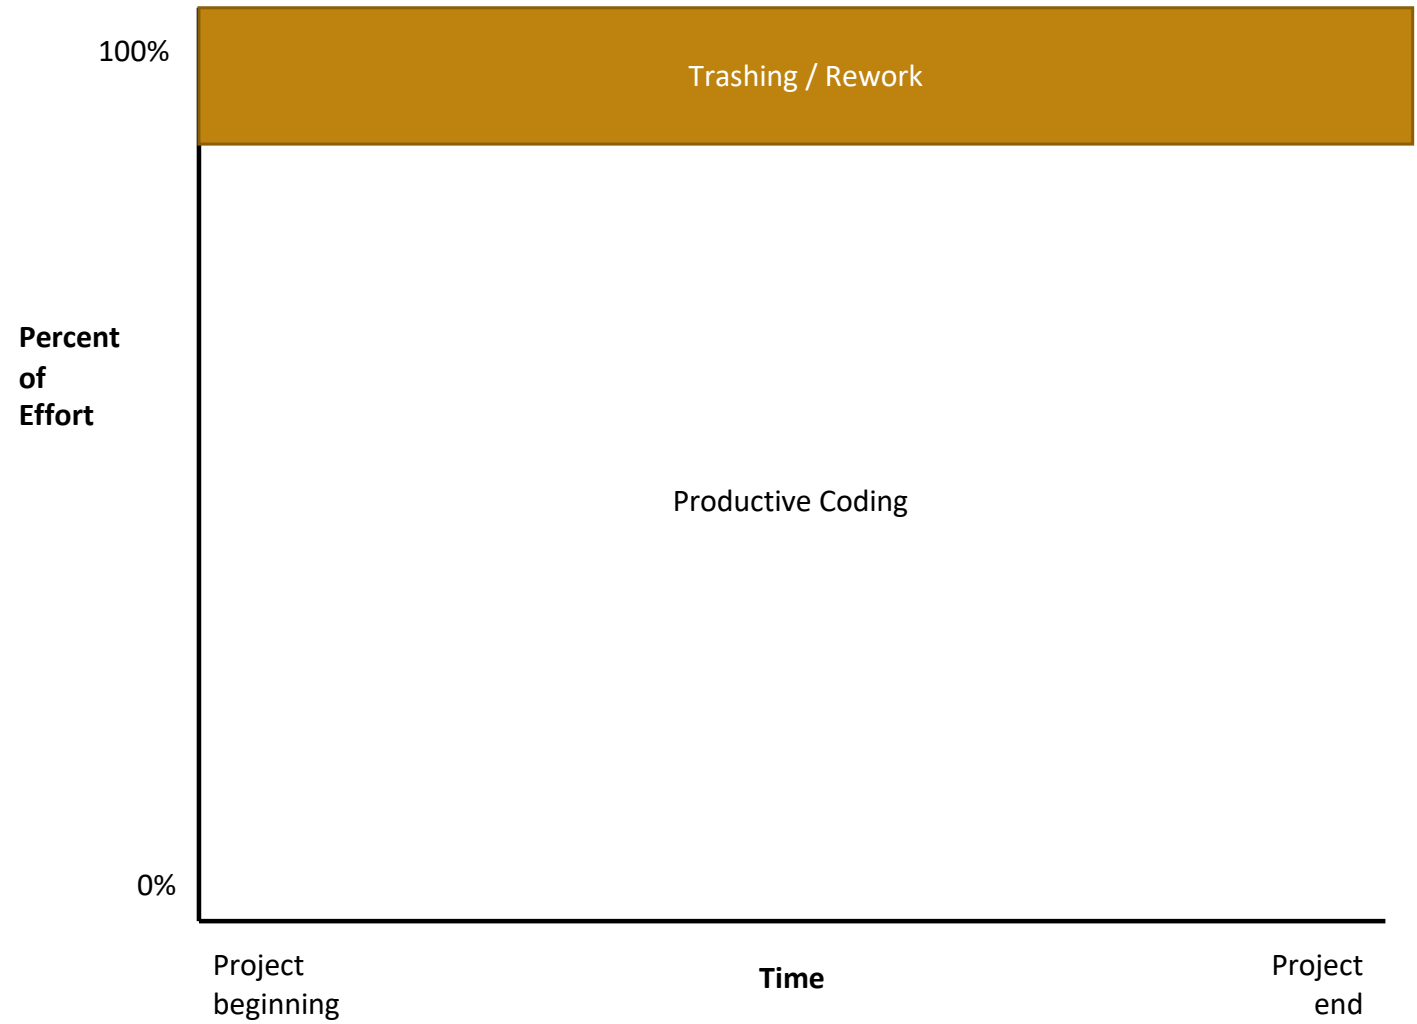 100%
Trashing / Rework
Percent
of
Effort
Productive Coding
0%
Project
beginning
Time
Project
end